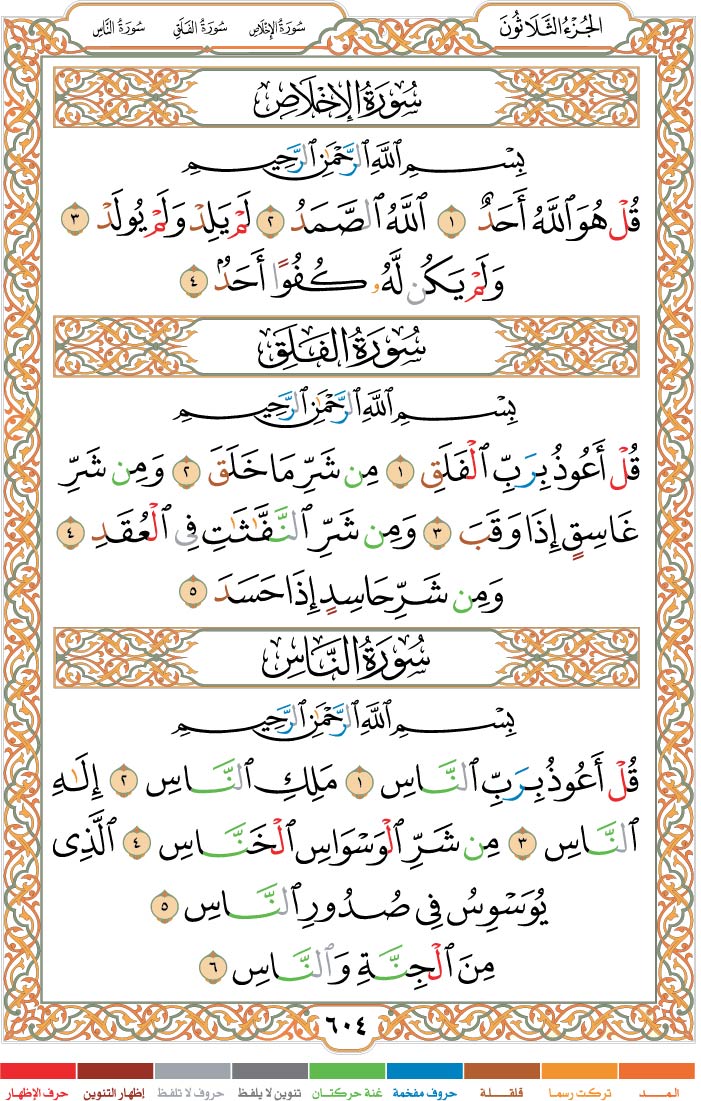 الجُزْءُ الثَّلَاثُونَ
سُورَةُ الإِخْلَاصِ سُورَةُ الفَلَقِ سُورَةُ النَّاسِ
سُورَةُ الإِخْلَاصِ
بِسْمِ ٱللَّهِ ٱلرَّحْمَٰنِ ٱلرَّحِيمِ
قُلْ هُوَ ٱللَّهُ أَحَدٌ ١ ٱللَّهُ ٱلصَّمَدُ ٢ لَمْ يَلِدْ وَلَمْ يُولَدْ ٣
وَلَمْ يَكُن لَّهُۥ كُفُوًا أَحَدٌۢ ٤
سُورَةُ الفَلَقِ
بِسْمِ ٱللَّهِ ٱلرَّحْمَٰنِ ٱلرَّحِيمِ
قُلْ أَعُوذُ بِرَبِّ ٱلْفَلَقِ ١ مِن شَرِّ مَا خَلَقَ ٢ وَمِن شَرِّ
غَاسِقٍ إِذَا وَقَبَ ٣ وَمِن شَرِّ ٱلنَّفَّٰثَٰتِ فِى ٱلْعُقَدِ ٤
وَمِن شَرِّ حَاسِدٍ إِذَا حَسَدَ ٥
سُورَةُ النَّاسِ
بِسْمِ ٱللَّهِ ٱلرَّحْمَٰنِ ٱلرَّحِيمِ
قُلْ أَعُوذُ بِرَبِّ ٱلنَّاسِ ١ مَلِكِ ٱلنَّاسِ ٢ إِلَٰهِ
ٱلنَّاسِ ٣ مِن شَرِّ ٱلْوَسْوَاسِ ٱلْخَنَّاسِ ٤ ٱلَّذِى
يُوَسْوِسُ فِى صُدُورِ ٱلنَّاسِ ٥
مِنَ ٱلْجِنَّةِ وَٱلنَّاسِ ٦
٦٠٤
المــد تركت رسما قلقلة حروف مفخمة غنة حركتان تنوين لا يلفظ حروف لا تلفظ إظهار التنوين حرف الإظهار